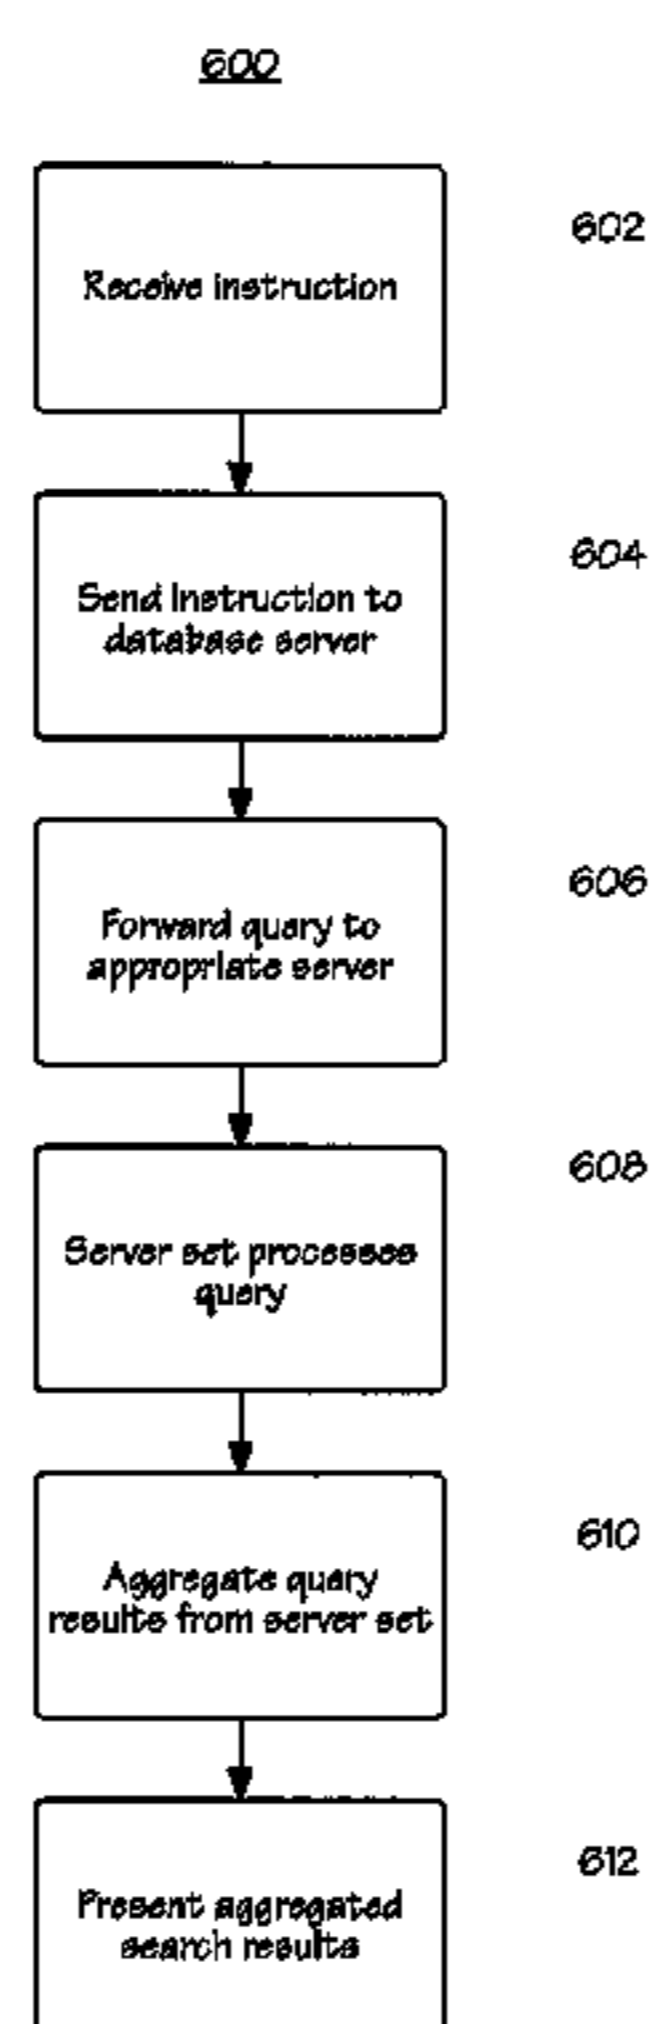 600
602
Receive instruction
604
Send instruction to
database server
606
Forward query to
appropriate server
608
Server set processes
query
610
Aggregate query
results from server set
612
Present aggregated
search results